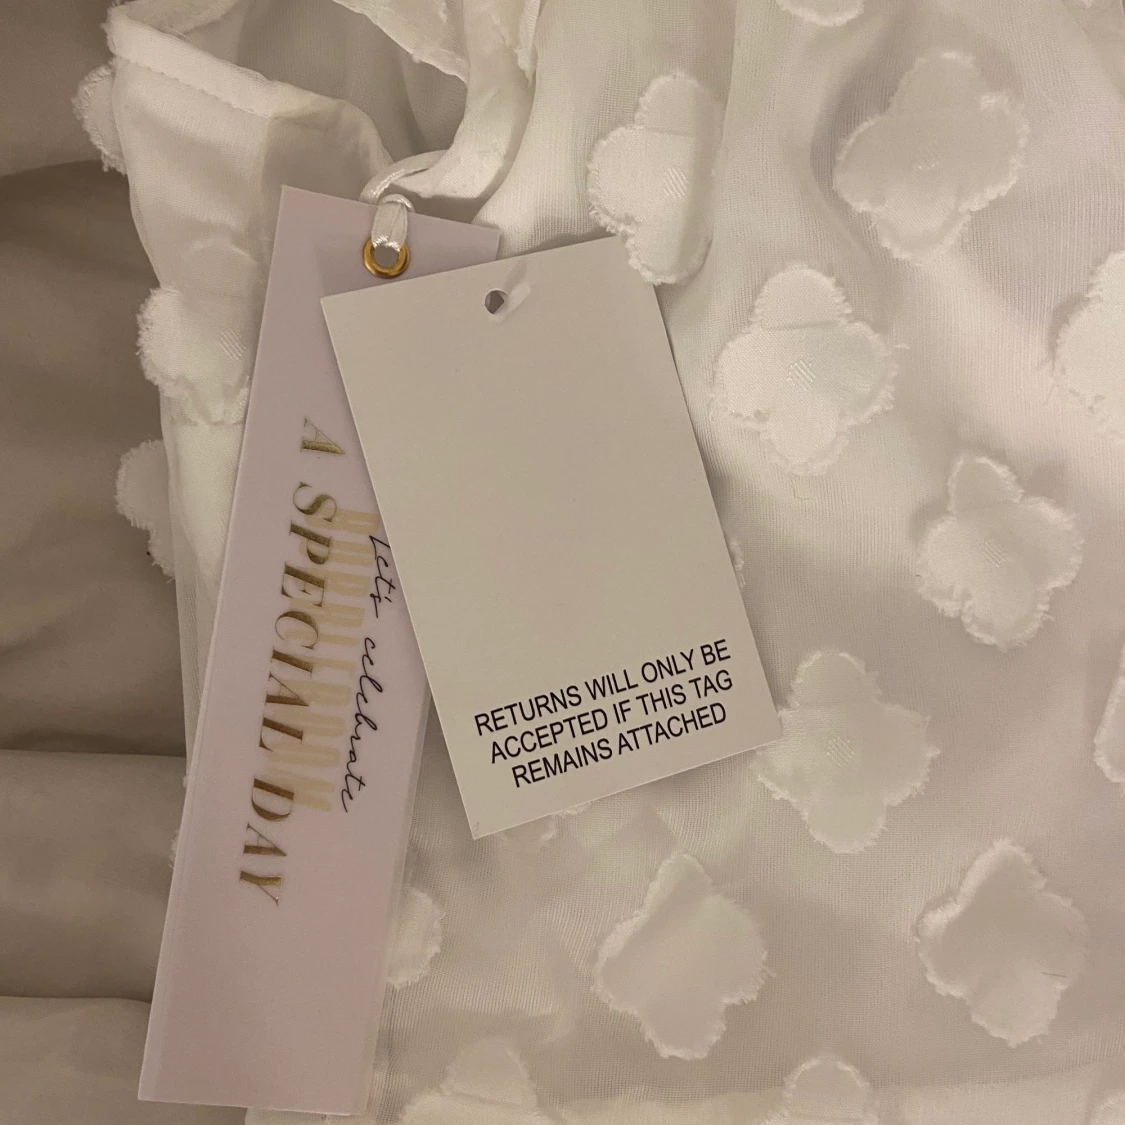 Let's celebrate
A SPECIAL DAY
RETURNS WILL ONLY BE
ACCEPTED IF THIS TAG
REMAINS ATTACHED